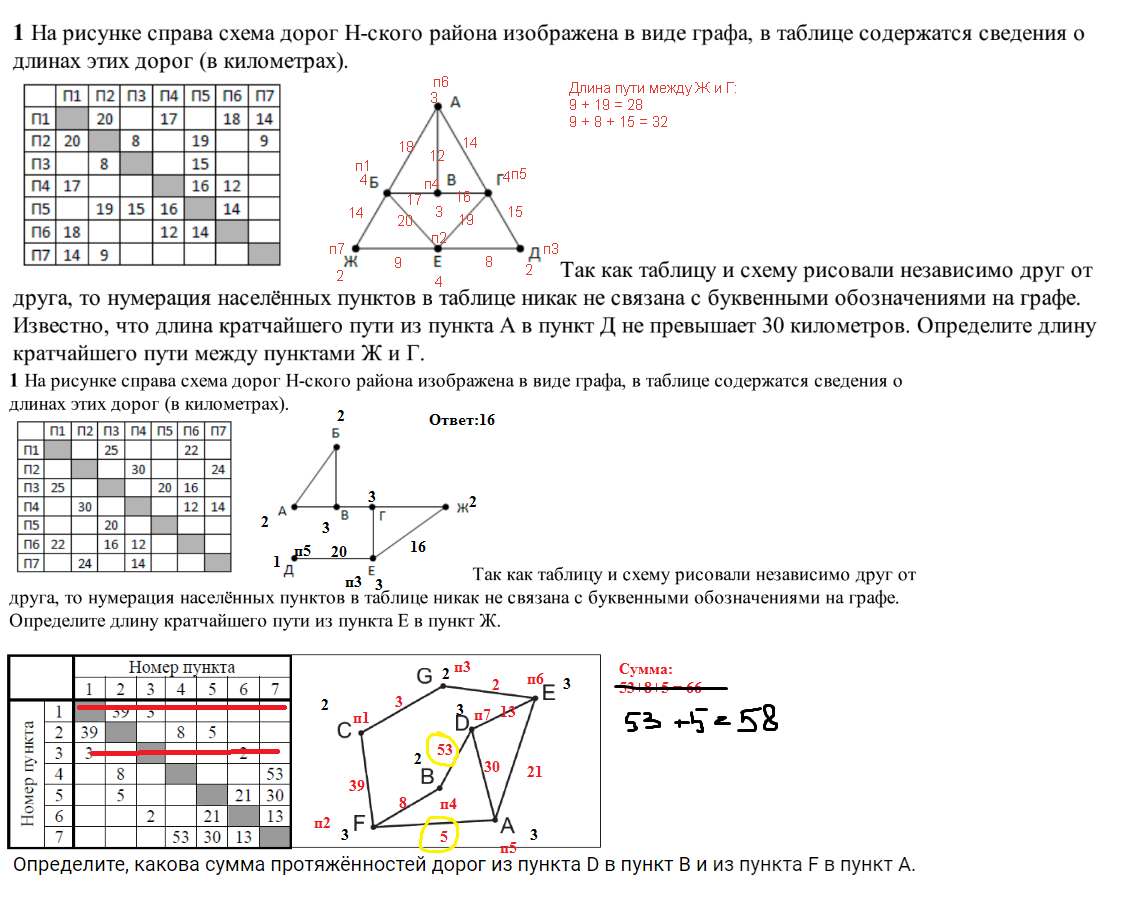 1 На рисунке справа схема дорог Н-ского района изображена в виде графа, в таблице содержатся сведения о
длинах этих дорог (в километрах).
П1 П2 П3 П4 П5 П6 П7
П1 20 17 18 14
П2 20 8 19 9
П3 8 15
П4 17 16 12
П5 19 15 16 14
П6 18 12 14
П7 14 9
п6
3 А
18 12 14
п1
4 Б п4 В Г 4 п5
17 16
14 20 3 19 15
п7 п2 п3
Ж Е Д
2 9 4 8 2
Длина пути между Ж и Г:
9 + 19 = 28
9 + 8 + 15 = 32
Так как таблицу и схему рисовали независимо друг от
друга, то нумерация населённых пунктов в таблице никак не связана с буквенными обозначениями на графе.
Известно, что длина кратчайшего пути из пункта А в пункт Д не превышает 30 километров. Определите длину
кратчайшего пути между пунктами Ж и Г.
1 На рисунке справа схема дорог Н-ского района изображена в виде графа, в таблице содержатся сведения о
длинах этих дорог (в километрах).
П1 П2 П3 П4 П5 П6 П7
П1 25 22
П2 30 24
П3 25 20 16
П4 30 12 14
П5 20
П6 22 16 12
П7 24 14
2
Б
Ответ:16
3
А В Г Ж 2
2 3
п5 20 16
1 Д Е
п3 3
Так как таблицу и схему рисовали независимо друг от
друга, то нумерация населённых пунктов в таблице никак не связана с буквенными обозначениями на графе.
Определите длину кратчайшего пути из пункта Е в пункт Ж.
Номер пункта
1 2 3 4 5 6 7
Номер пункта
1 39 3
2 39 8 5
3 3 2
4 8 53
5 5 21 30
6 2 21 13
7 53 30 13
G 2 п3
2 п6 E 3
2 3
C п1 3 D п7 13
53
2 B 30 21
39
8 п4
п2 F 3 5 A 3
п5
Сумма:
53+8+5 = 66
53 + 5 = 58
Определите, какова сумма протяжённостей дорог из пункта D в пункт B и из пункта F в пункт A.